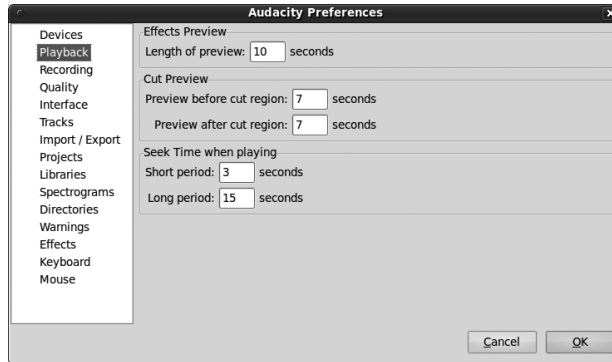 Audacity Preferences
Devices
Playback
Recording
Quality
Interface
Tracks
Import / Export
Projects
Libraries
Spectrograms
Directories
Warnings
Effects
Keyboard
Mouse
Effects Preview
Length of preview: 10 seconds
Cut Preview
Preview before cut region: 7 seconds
Preview after cut region: 7 seconds
Seek Time when playing
Short period: 3 seconds
Long period: 15 seconds
Cancel
OK